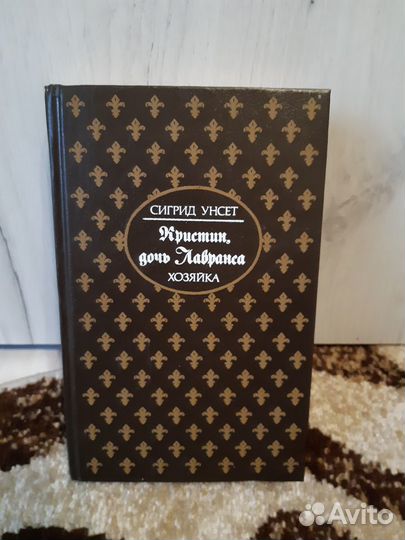 СИГРИД УНСЕТ
Кристин,
дочь Лавранса
ХОЗЯЙКА
Avito